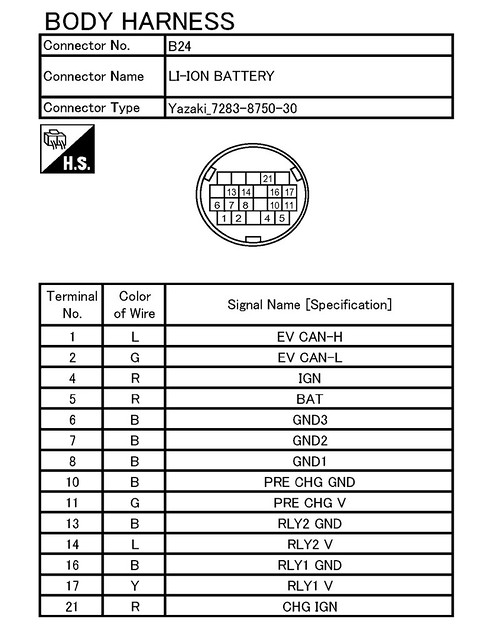 BODY HARNESS
Connector No. B24
Connector Name LI-ION BATTERY
Connector Type Yazaki_7283-8750-30
H.S.
21
13 14 16 17
6 7 8 10 11
1 2 4 5
Terminal No. Color of Wire Signal Name [Specification]
1 L EV CAN-H
2 G EV CAN-L
4 R IGN
5 R BAT
6 B GND3
7 B GND2
8 B GND1
10 B PRE CHG GND
11 G PRE CHG V
13 B RLY2 GND
14 L RLY2 V
16 B RLY1 GND
17 Y RLY1 V
21 R CHG IGN